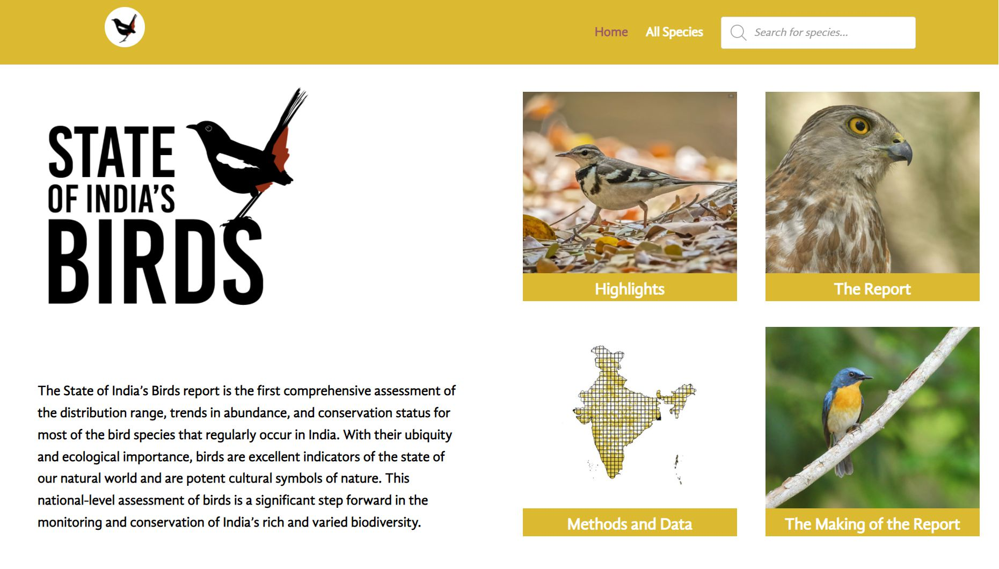 Home
All Species
Search for species...
STATE
OF INDIA'S
BIRDS
The State of India’s Birds report is the first comprehensive assessment of
the distribution range, trends in abundance, and conservation status for
most of the bird species that regularly occur in India. With their ubiquity
and ecological importance, birds are excellent indicators of the state of
our natural world and are potent cultural symbols of nature. This
national-level assessment of birds is a significant step forward in the
monitoring and conservation of India’s rich and varied biodiversity.
Highlights
The Report
Methods and Data
The Making of the Report